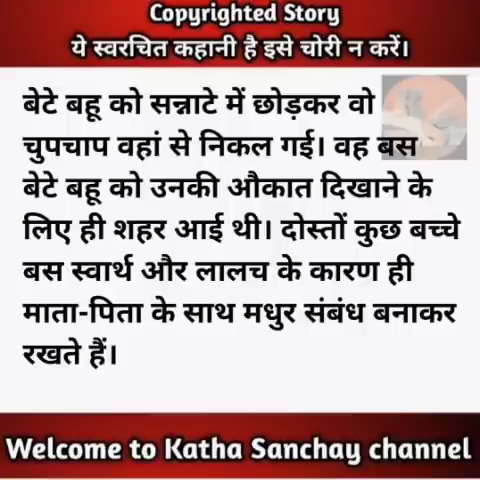 Copyrighted Story
ये स्वरचित कहानी है इसे चोरी न करें।
बेटे बहू को सन्नाटे में छोड़कर वो
चुपचाप वहां से निकल गई। वह बस
बेटे बहू को उनकी औकात दिखाने के
लिए ही शहर आई थी। दोस्तों कुछ बच्चे
बस स्वार्थ और लालच के कारण ही
माता-पिता के साथ मधुर संबंध बनाकर
रखते हैं।
Welcome to Katha Sanchay channel